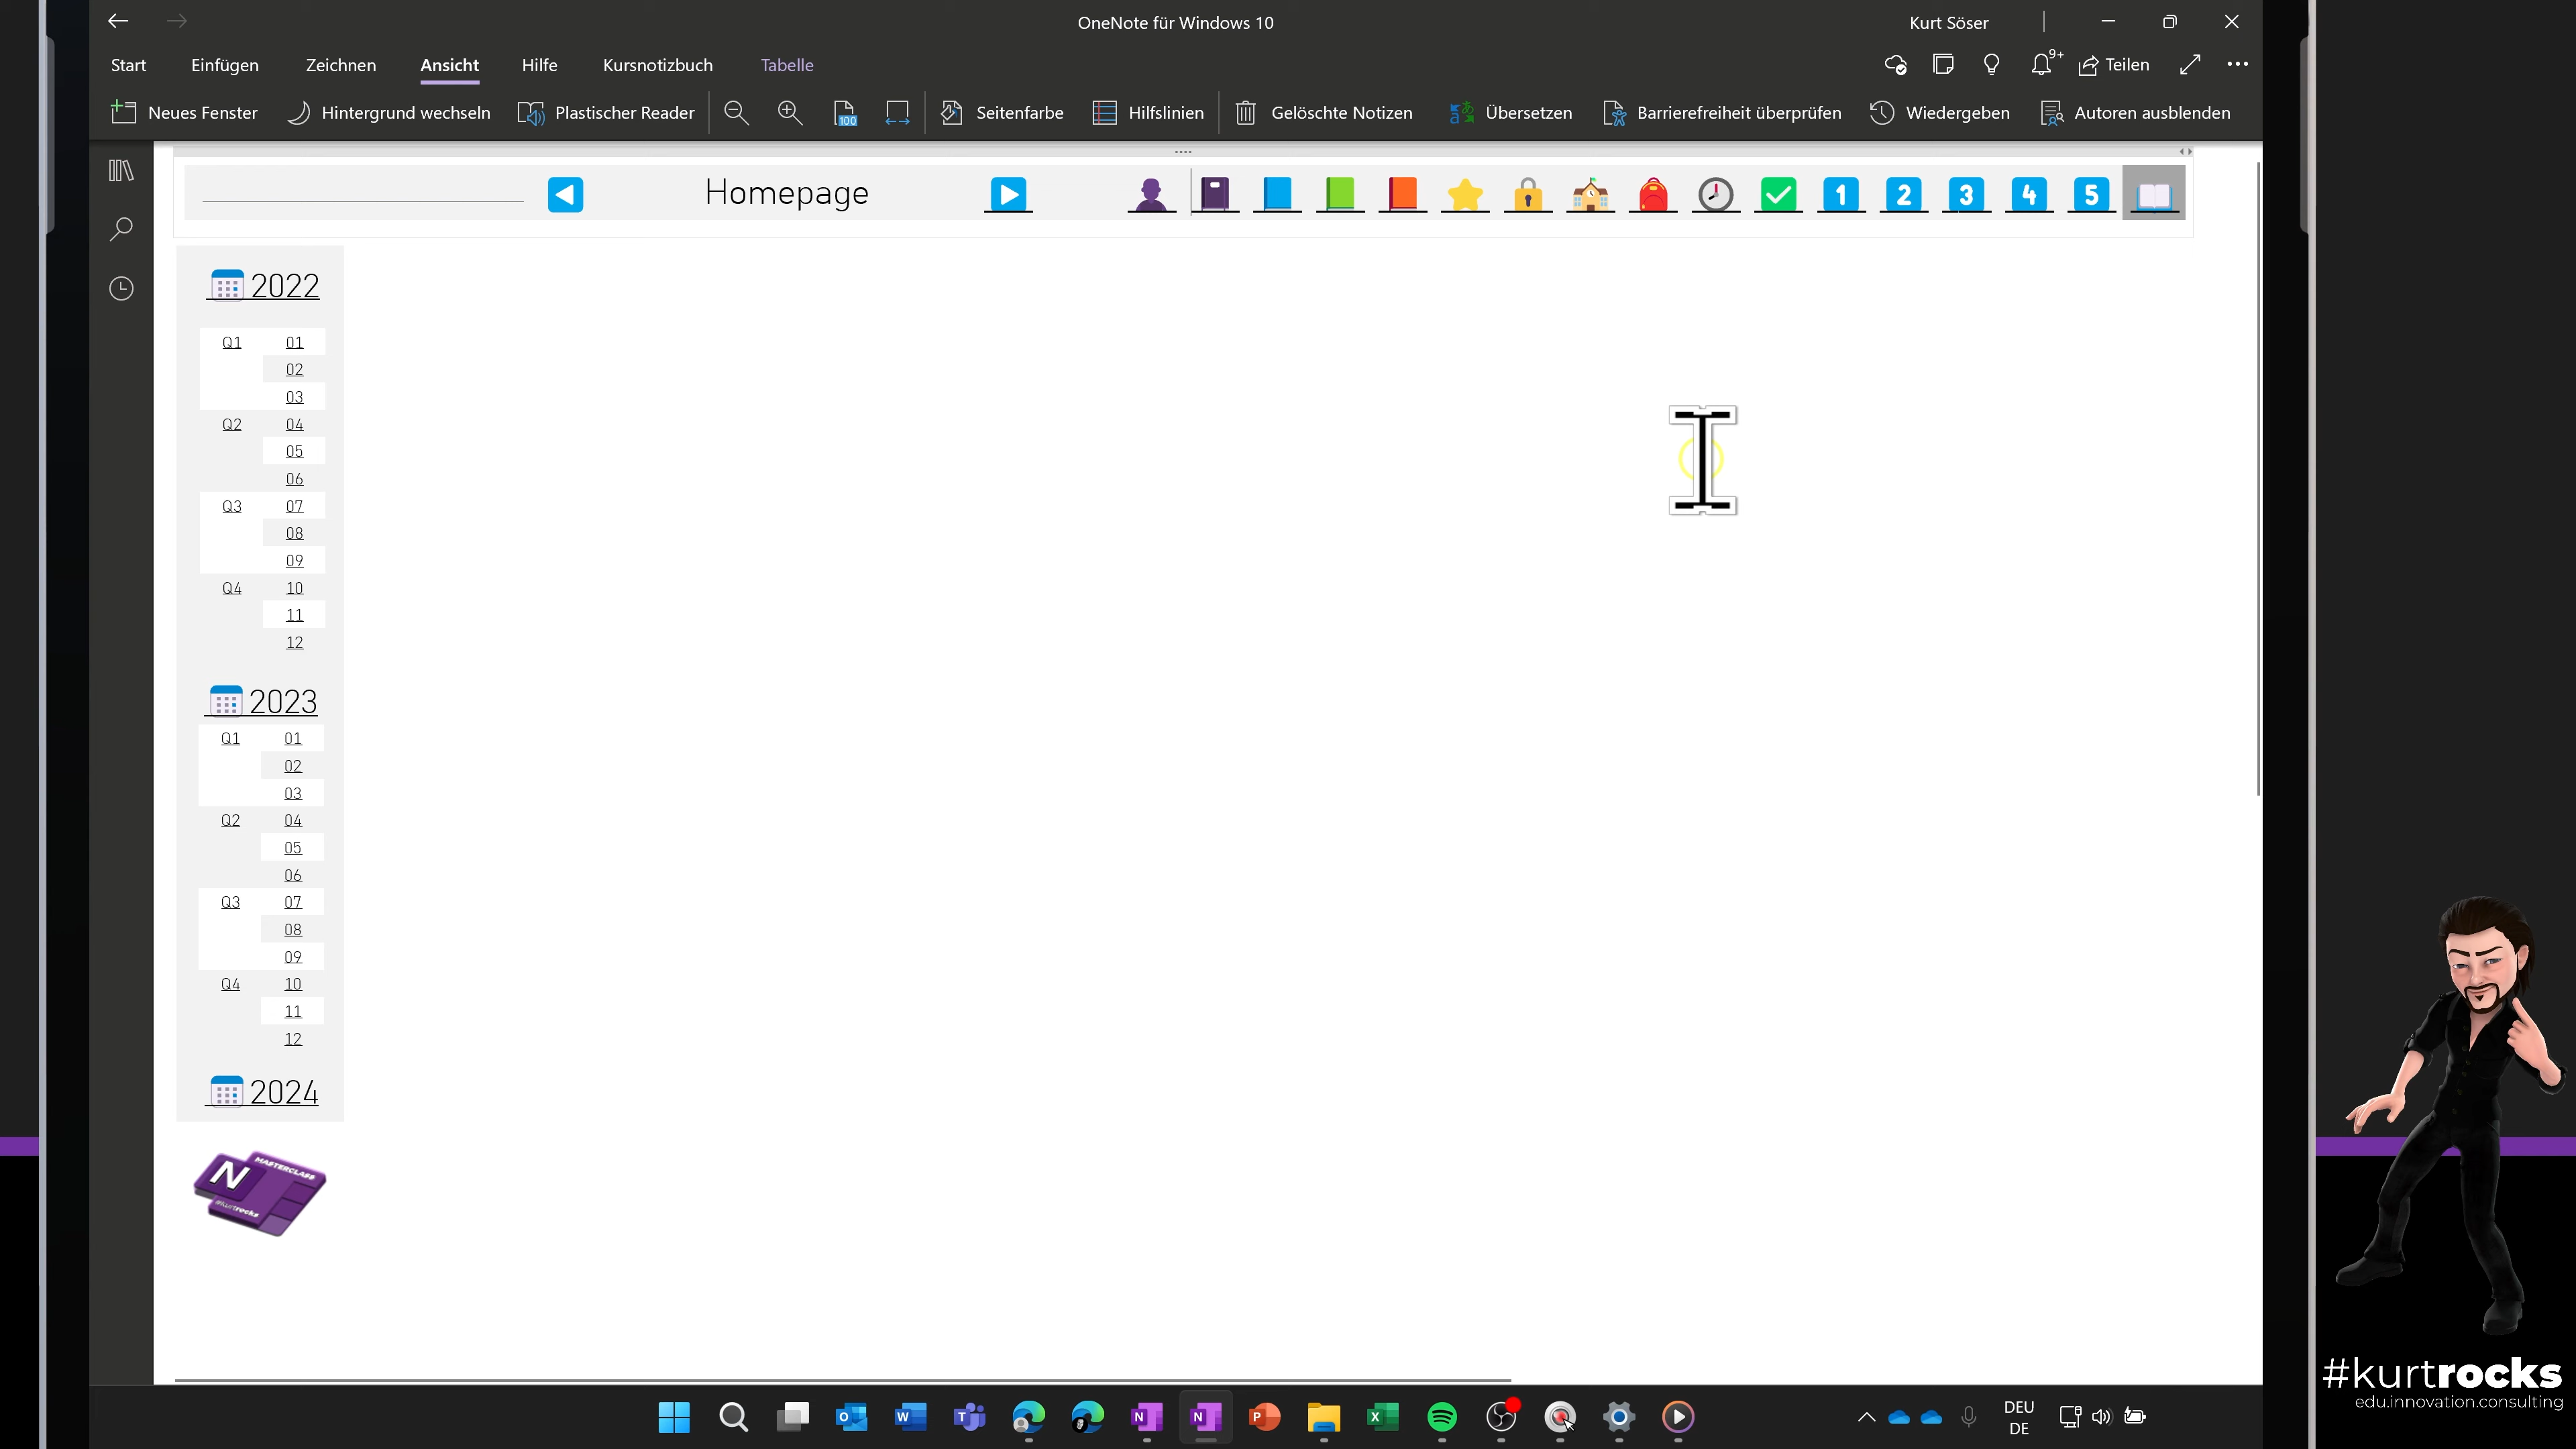 OneNote für Windows 10
Kurt Söser
Start Einfügen Zeichnen Ansicht Hilfe Kursnotizbuch Tabelle
9+ Teilen
Neues Fenster Hintergrund wechseln Plastischer Reader 100 Seitenfarbe Hilfslinien Gelöschte Notizen Übersetzen Barrierefreiheit überprüfen Wiedergeben Autoren ausblenden
Homepage 1 2 3 4 5
2022
Q1 01
02
03
Q2 04
05
06
Q3 07
08
09
Q4 10
11
12
2023
Q1 01
02
03
Q2 04
05
06
Q3 07
08
09
Q4 10
11
12
2024
N MASTERCLASS
#kurtrocks
#kurtrocks
edu.innovation.consulting
DEU
DE